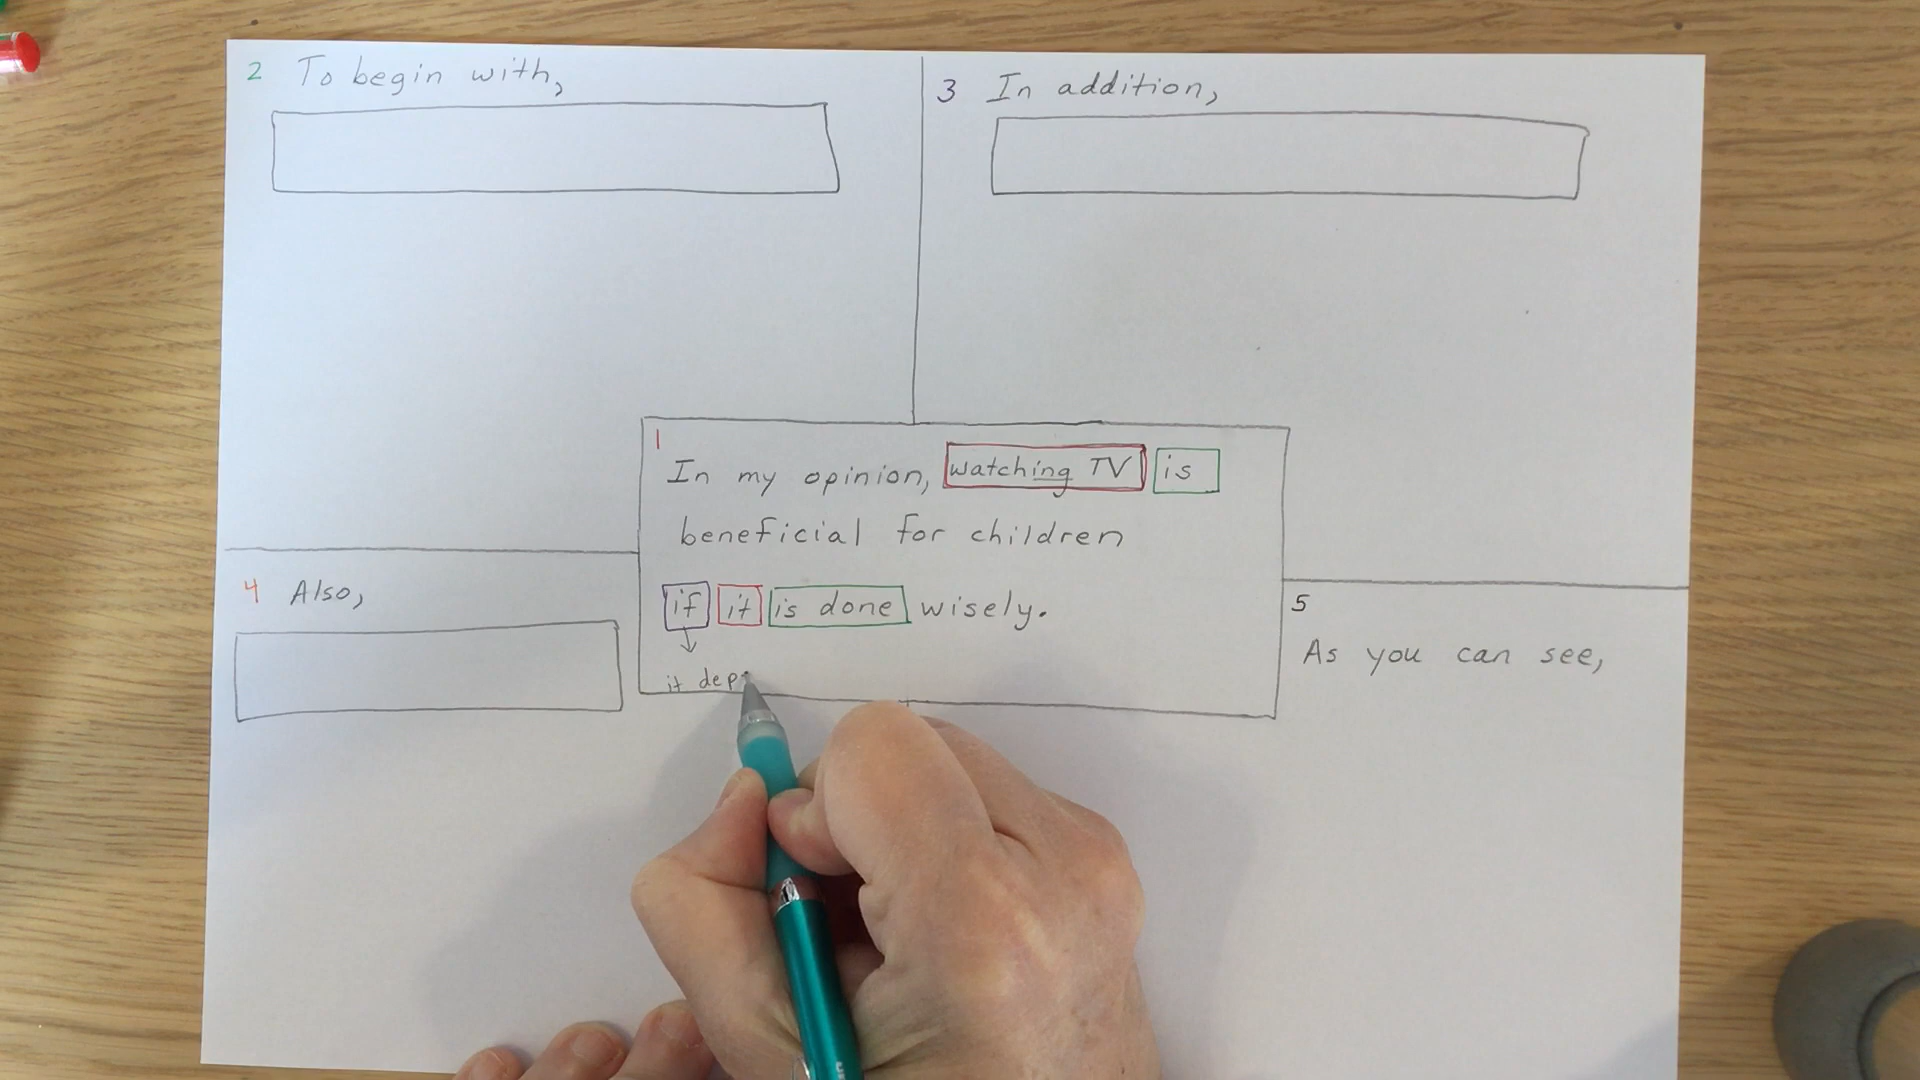 2 To begin with,
3 In addition,
1
In my opinion, watching TV is
beneficial for children
if it is done wisely.
it dep
4 Also,
5
As you can see,